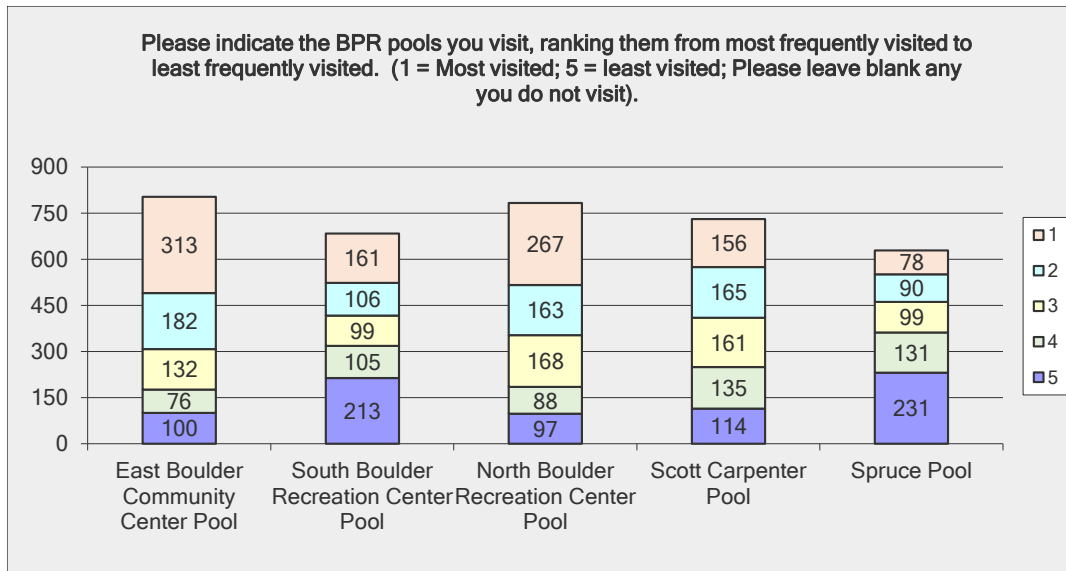 Please indicate the BPR pools you visit, ranking them from most frequently visited to
least frequently visited.  (1 = Most visited; 5 = least visited; Please leave blank any
you do not visit).
900
750
600
450
300
150
0
313
182
132
76
100
161
106
99
105
213
267
163
168
88
97
156
165
161
135
114
78
90
99
131
231
East Boulder
Community
Center Pool
South Boulder
Recreation Center
Pool
North Boulder
Recreation Center
Pool
Scott Carpenter
Pool
Spruce Pool
1
2
3
4
5